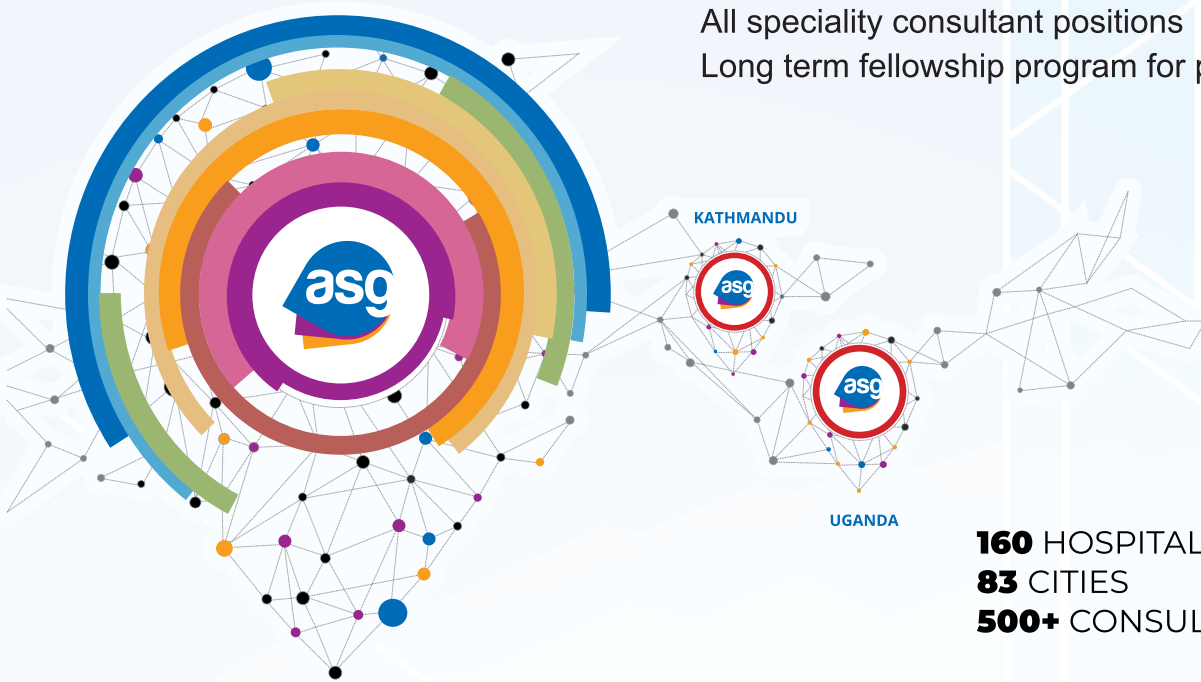 All speciality consultant positions
Long term fellowship program for
asg
KATHMANDU
asg
asg
UGANDA
160 HOSPITAL
83 CITIES
500+ CONSUL